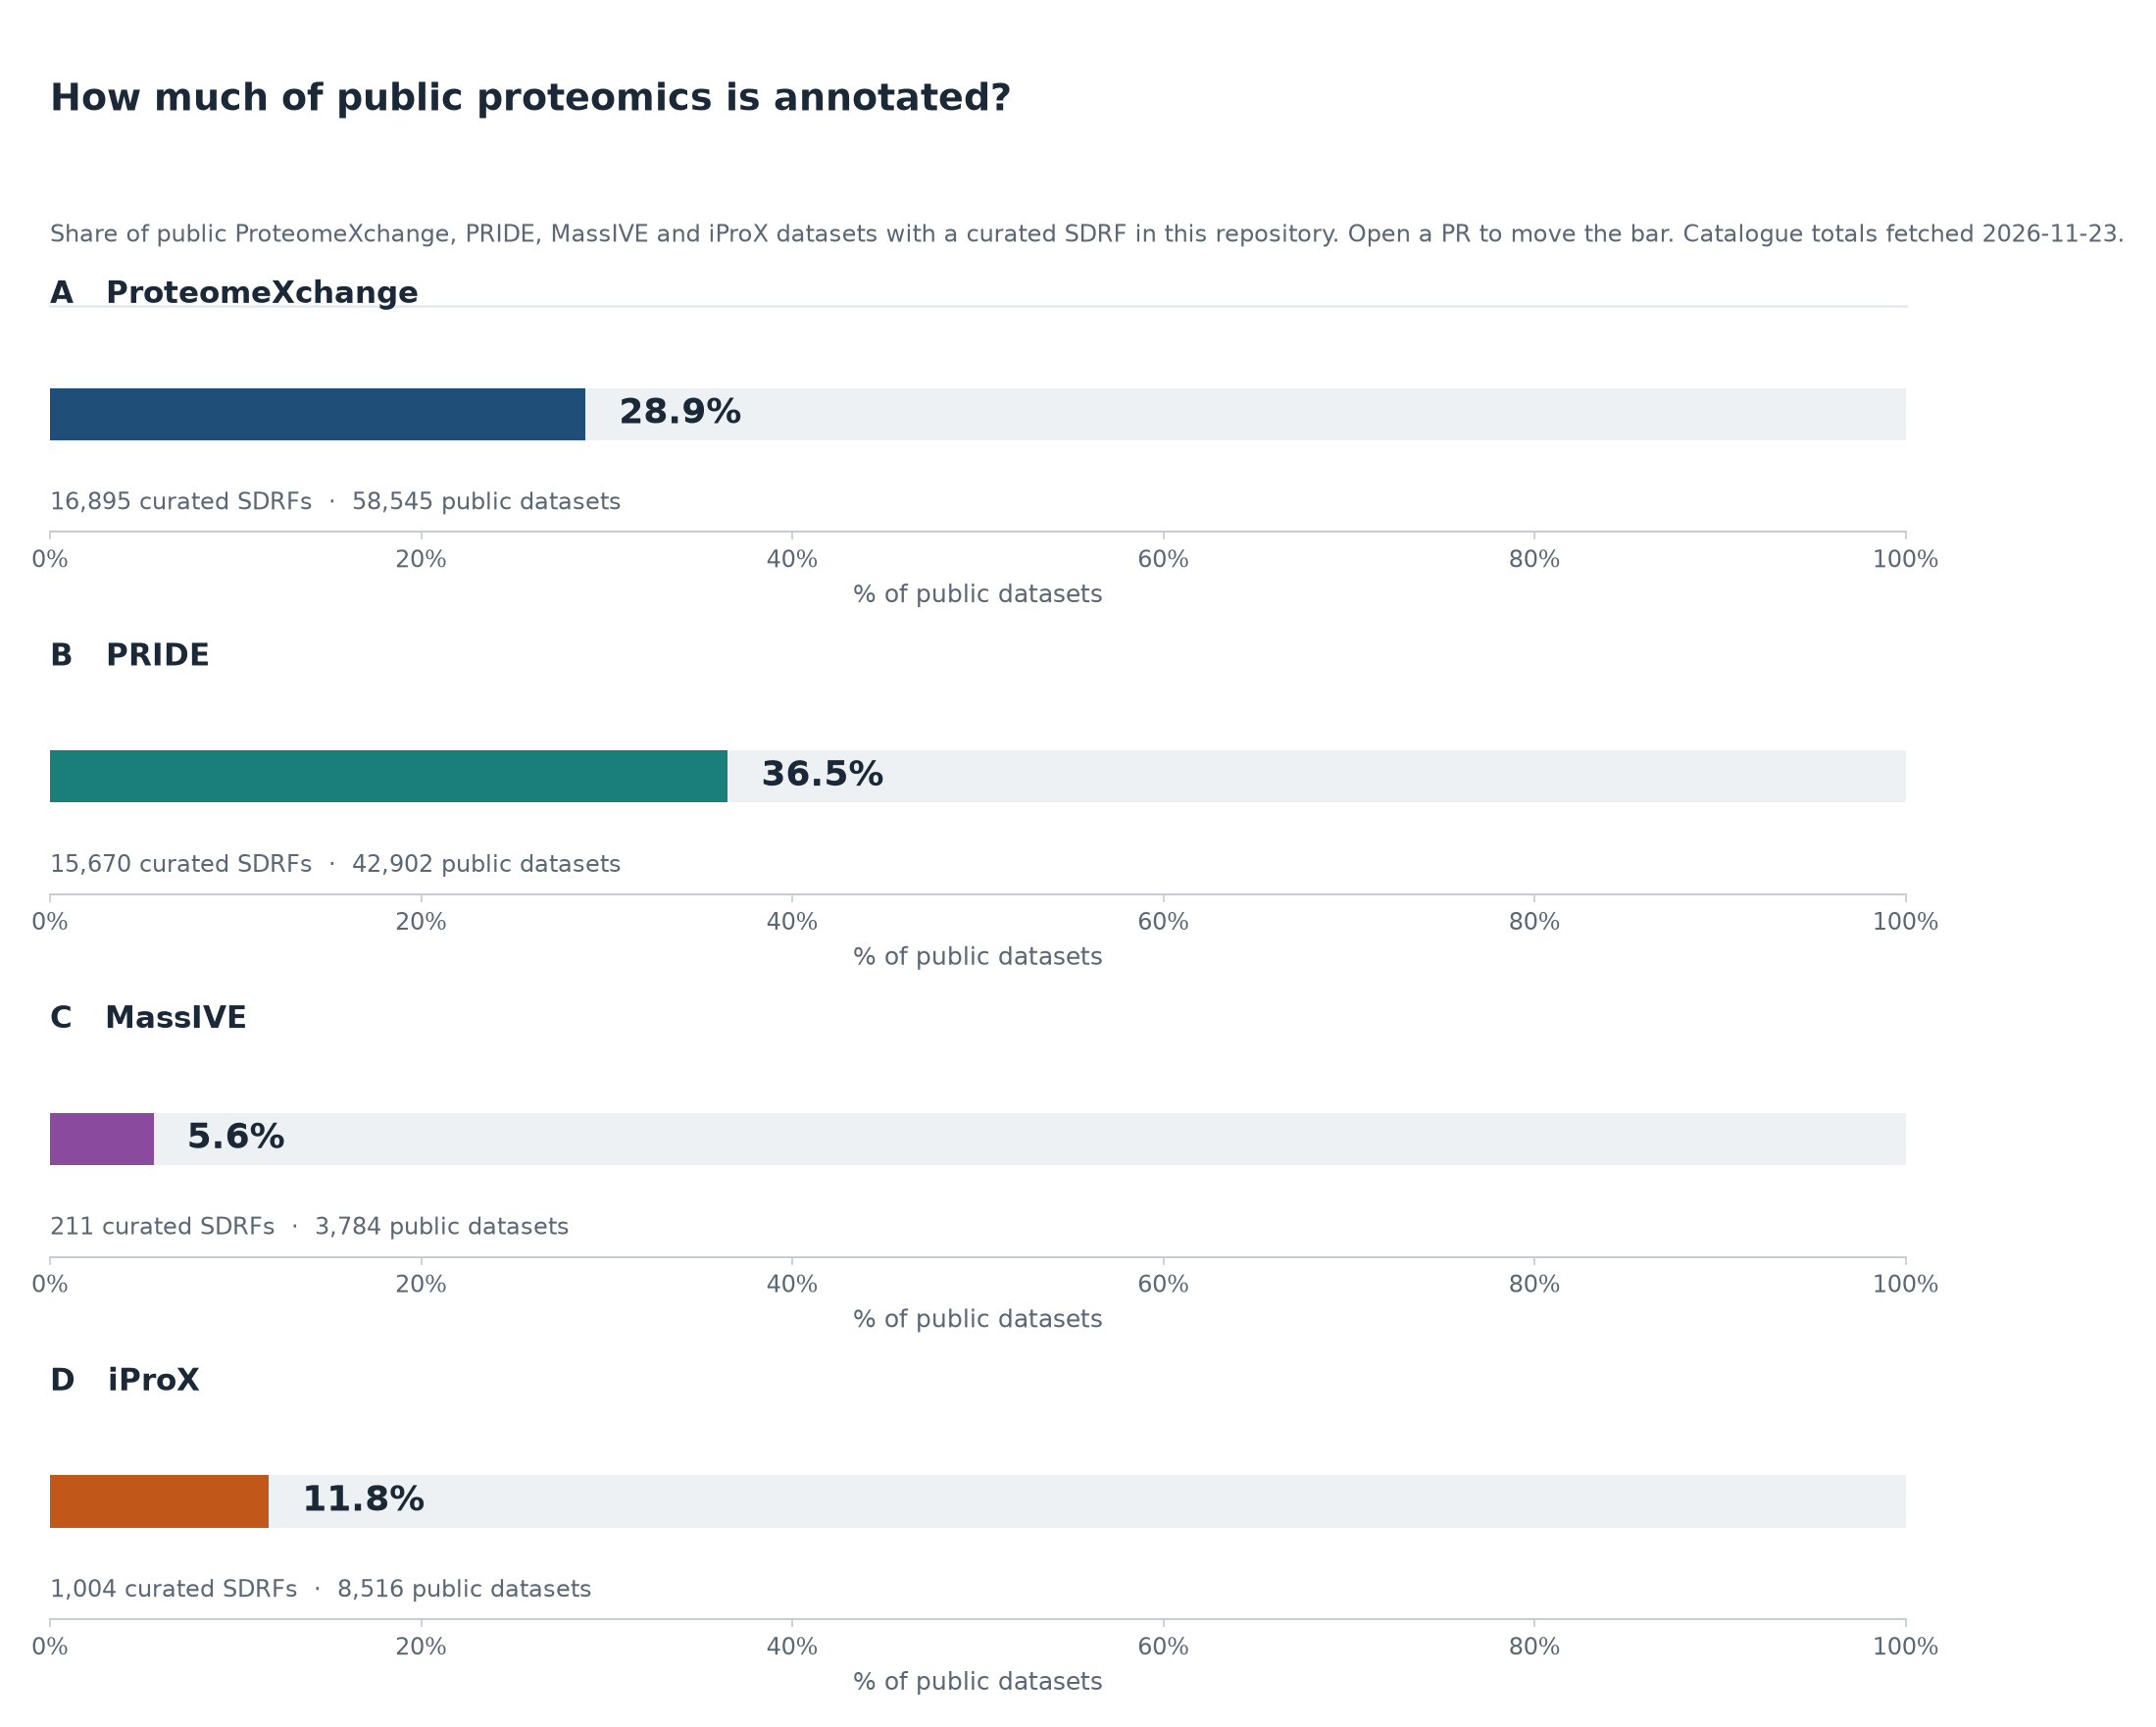 How much of public proteomics is annotated?
Share of public ProteomeXchange, PRIDE, MassIVE and iProX datasets with a curated SDRF in this repository. Open a PR to move the bar. Catalogue totals fetched 2026-11-23.
A ProteomeXchange
28.9%
16,895 curated SDRFs · 58,545 public datasets
0% 20% 40% 60% 80% 100%
% of public datasets
B PRIDE
36.5%
15,670 curated SDRFs · 42,902 public datasets
0% 20% 40% 60% 80% 100%
% of public datasets
C MassIVE
5.6%
211 curated SDRFs · 3,784 public datasets
0% 20% 40% 60% 80% 100%
% of public datasets
D iProX
11.8%
1,004 curated SDRFs · 8,516 public datasets
0% 20% 40% 60% 80% 100%
% of public datasets